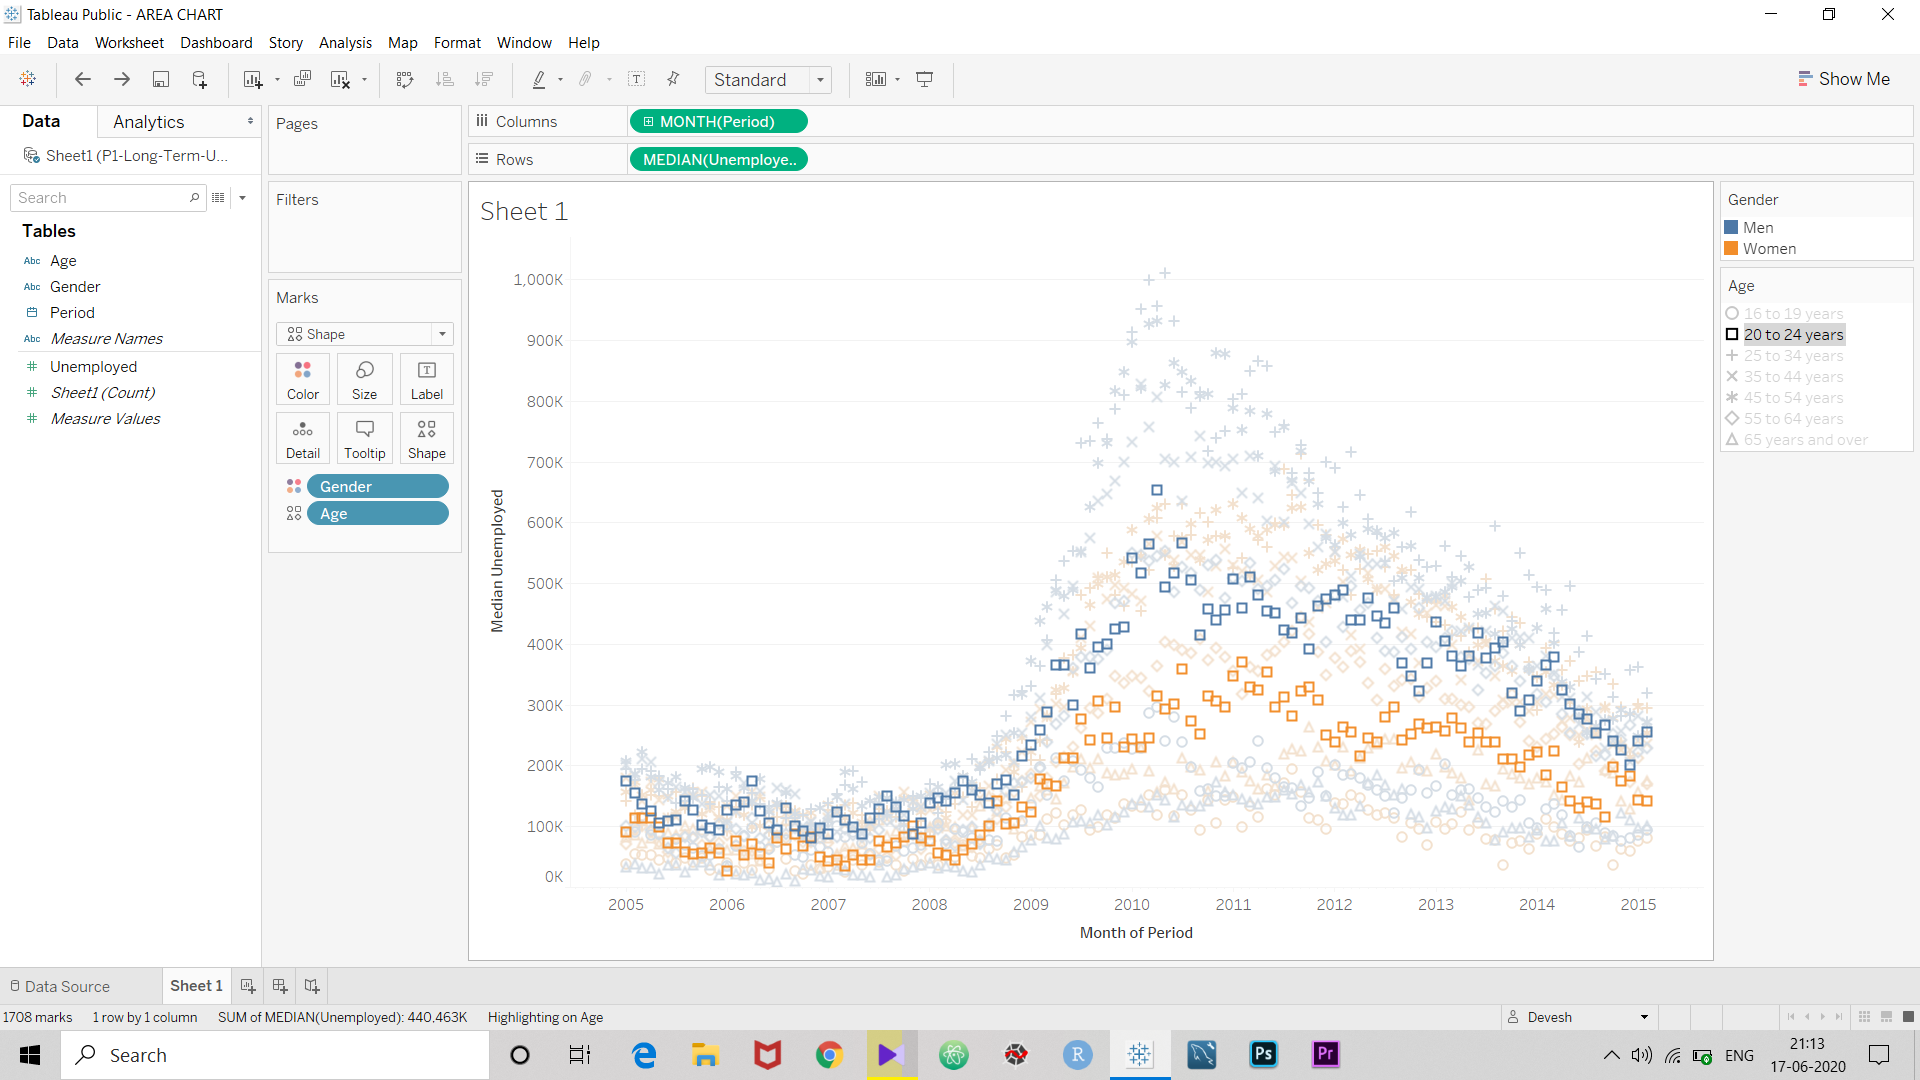 Tableau Public - AREA CHART
File Data Worksheet Dashboard Story Analysis Map Format Window Help
Standard
Show Me
Data
Analytics
Sheet1 (P1-Long-Term-U...
Search
Tables
Abc Age
Abc Gender
Period
Abc Measure Names
Unemployed
Sheet1 (Count)
Measure Values
Pages
Filters
Marks
Shape
Color Size Label
Detail Tooltip Shape
Gender
Age
Columns
MONTH(Period)
Rows
MEDIAN(Unemploye..
Sheet 1
Median Unemployed
1,000K
900K
800K
700K
600K
500K
400K
300K
200K
100K
0K
2005 2006 2007 2008 2009 2010 2011 2012 2013 2014 2015
Month of Period
Gender
Men
Women
Age
16 to 19 years
20 to 24 years
25 to 34 years
35 to 44 years
45 to 54 years
55 to 64 years
65 years and over
Data Source
Sheet 1
1708 marks 1 row by 1 column SUM of MEDIAN(Unemployed): 440,463K Highlighting on Age
Devesh
Search
R
Ps
Pr
ENG
21:13
17-06-2020